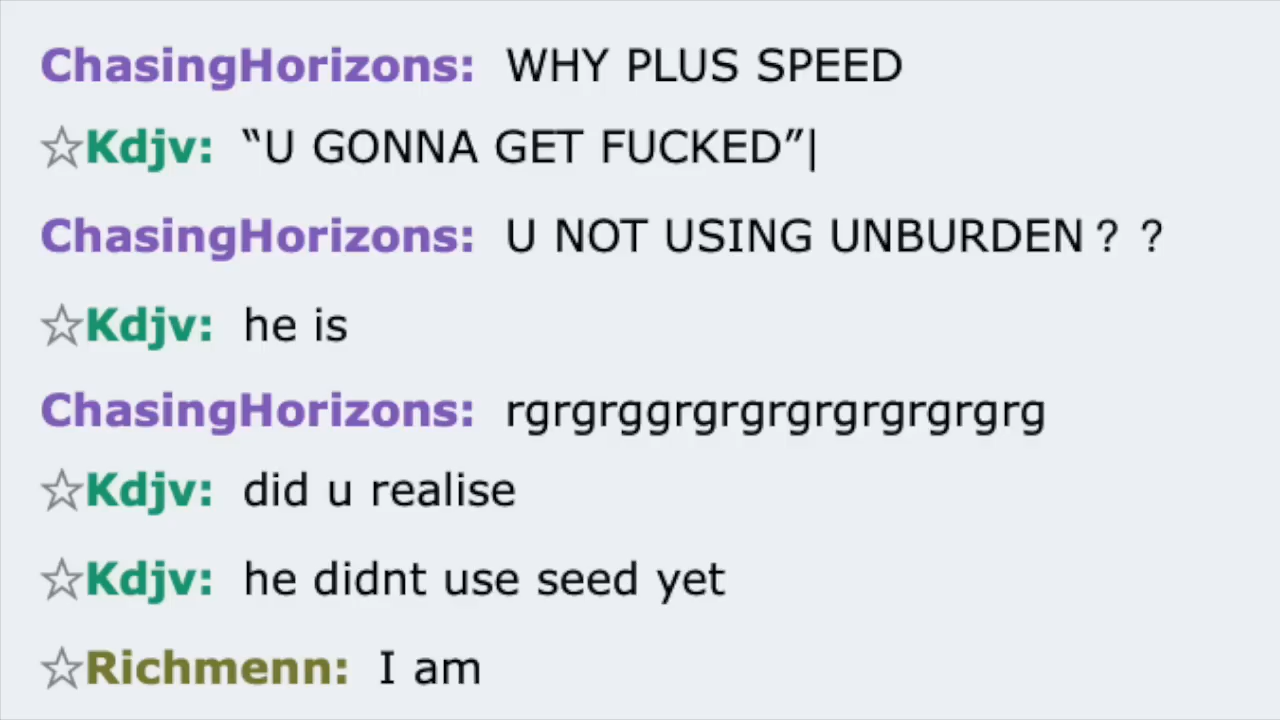 ChasingHorizons: WHY PLUS SPEED
☆Kdjv: “U GONNA GET FUCKED”|
ChasingHorizons: U NOT USING UNBURDEN？？
☆Kdjv: he is
ChasingHorizons: rgrgrggrgrgrgrgrgrgrgrg
☆Kdjv: did u realise
☆Kdjv: he didnt use seed yet
☆Richmenn: I am